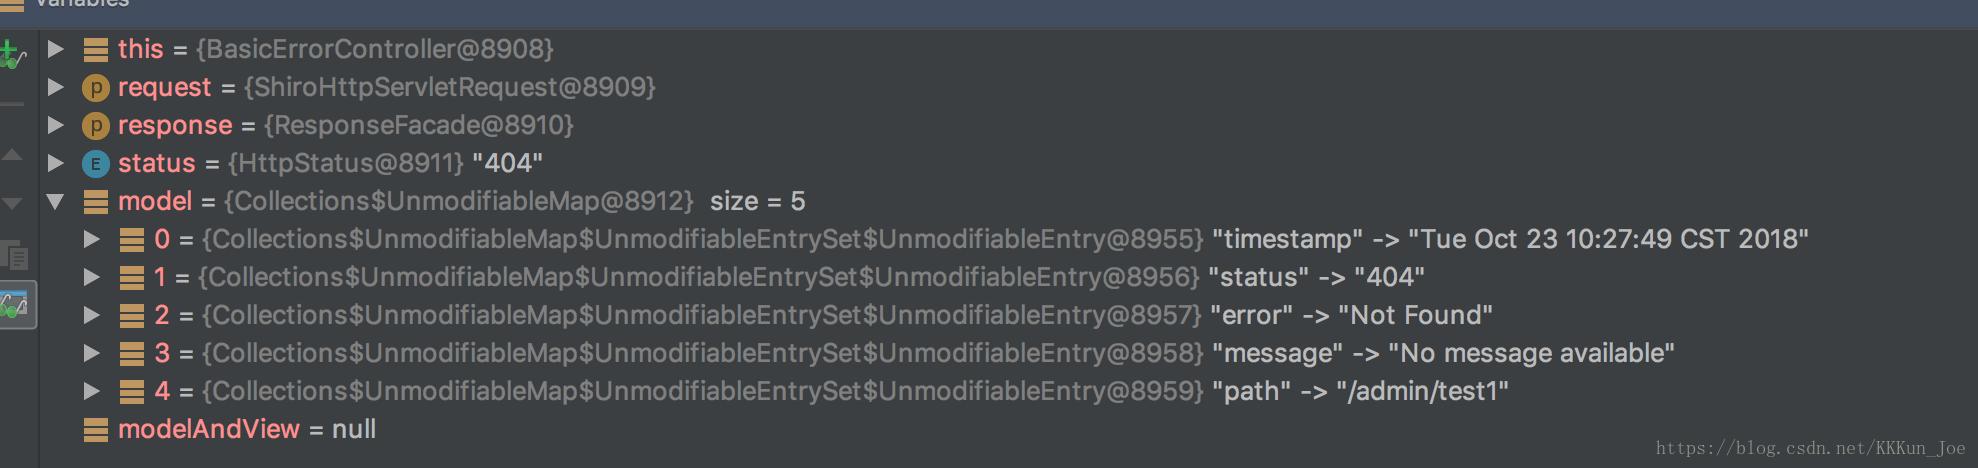 Variables
this = {BasicErrorController@8908}
p request = {ShiroHttpServletRequest@8909}
p response = {ResponseFacade@8910}
E status = {HttpStatus@8911} "404"
model = {Collections$UnmodifiableMap@8912} size = 5
0 = {Collections$UnmodifiableMap$UnmodifiableEntrySet$UnmodifiableEntry@8955} "timestamp" -> "Tue Oct 23 10:27:49 CST 2018"
1 = {Collections$UnmodifiableMap$UnmodifiableEntrySet$UnmodifiableEntry@8956} "status" -> "404"
2 = {Collections$UnmodifiableMap$UnmodifiableEntrySet$UnmodifiableEntry@8957} "error" -> "Not Found"
3 = {Collections$UnmodifiableMap$UnmodifiableEntrySet$UnmodifiableEntry@8958} "message" -> "No message available"
4 = {Collections$UnmodifiableMap$UnmodifiableEntrySet$UnmodifiableEntry@8959} "path" -> "/admin/test1"
modelAndView = null
https://blog.csdn.net/KKKun_Joe